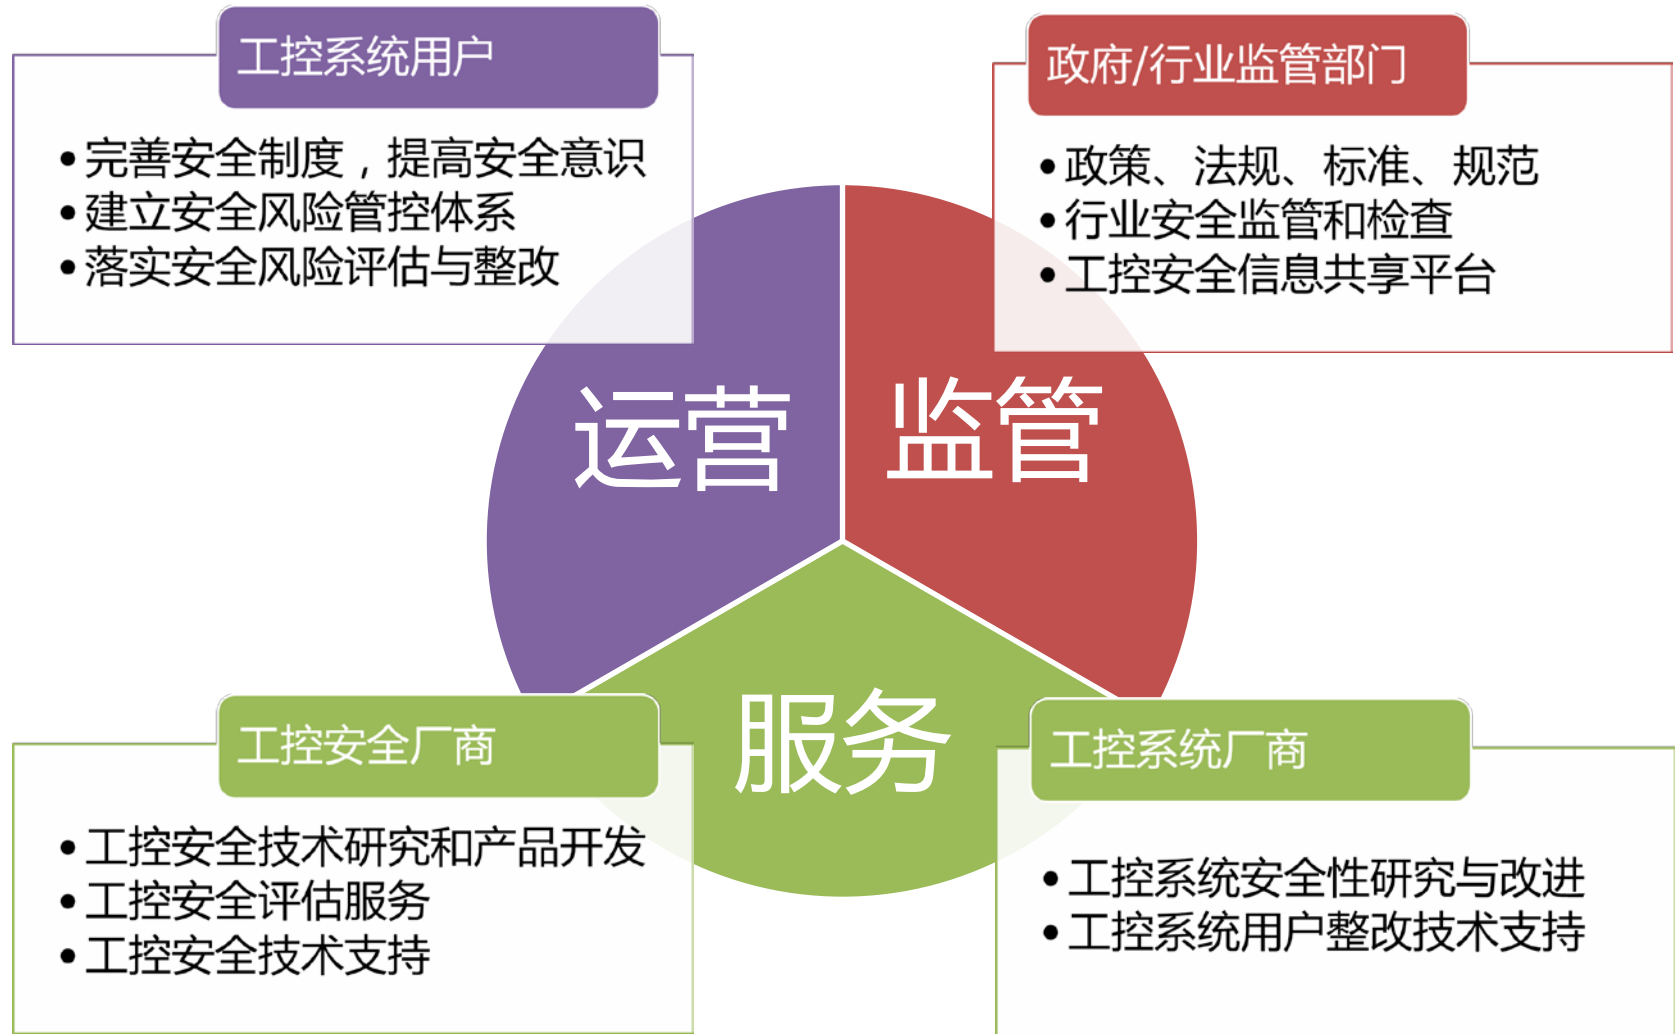 工控系统用户
•完善安全制度，提高安全意识
•建立安全风险管控体系
•落实安全风险评估与整改
政府/行业监管部门
•政策、法规、标准、规范
•行业安全监管和检查
•工控安全信息共享平台
运营
监管
服务
工控安全厂商
•工控安全技术研究和产品开发
•工控安全评估服务
•工控安全技术支持
工控系统厂商
•工控系统安全性研究与改进
•工控系统用户整改技术支持